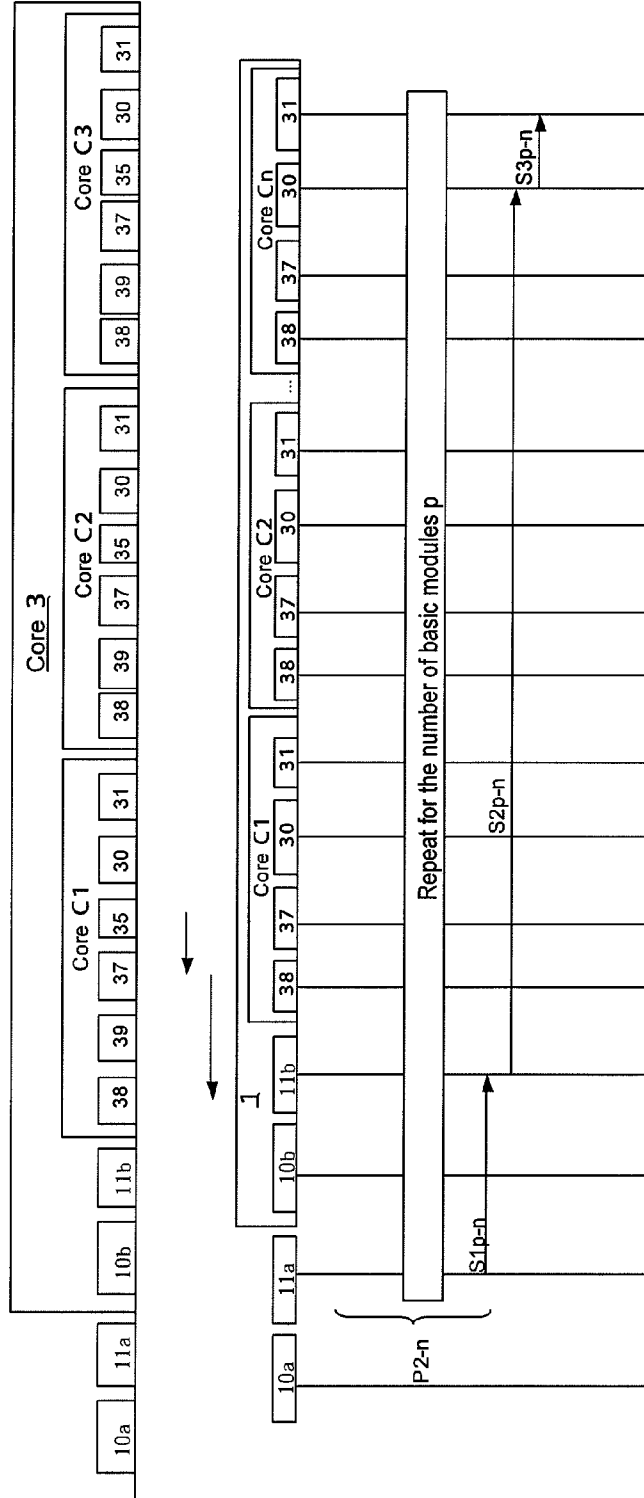 Core 3
Core C1
Core C2
Core C3
10a
11a
10b
11b
38
39
37
35
30
31
38
39
37
35
30
31
38
39
37
35
30
31
1
Core C1
Core C2
...
Core Cn
10a
11a
10b
11b
38
37
30
31
38
37
30
31
38
37
30
31
P2-n
Repeat for the number of basic modules p
S1p-n
S2p-n
S3p-n